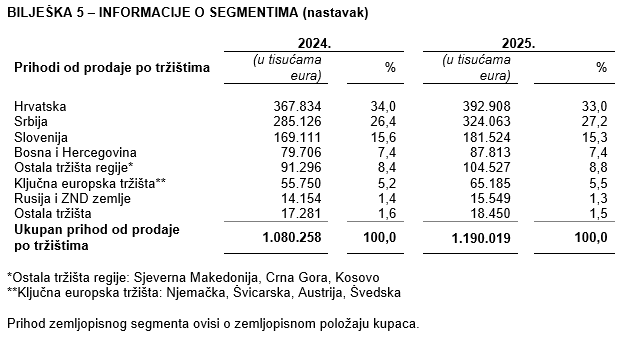 BILJEŠKA 5 – INFORMACIJE O SEGMENTIMA (nastavak)
2024. 2025.
Prihodi od prodaje po tržištima (u tisućama eura) % (u tisućama eura) %
Hrvatska 367.834 34,0 392.908 33,0
Srbija 285.126 26,4 324.063 27,2
Slovenija 169.111 15,6 181.524 15,3
Bosna i Hercegovina 79.706 7,4 87.813 7,4
Ostala tržišta regije* 91.296 8,4 104.527 8,8
Ključna europska tržišta** 55.750 5,2 65.185 5,5
Rusija i ZND zemlje 14.154 1,4 15.549 1,3
Ostala tržišta 17.281 1,6 18.450 1,5
Ukupan prihod od prodaje po tržištima 1.080.258 100,0 1.190.019 100,0
*Ostala tržišta regije: Sjeverna Makedonija, Crna Gora, Kosovo
**Ključna europska tržišta: Njemačka, Švicarska, Austrija, Švedska
Prihod zemljopisnog segmenta ovisi o zemljopisnom položaju kupaca.